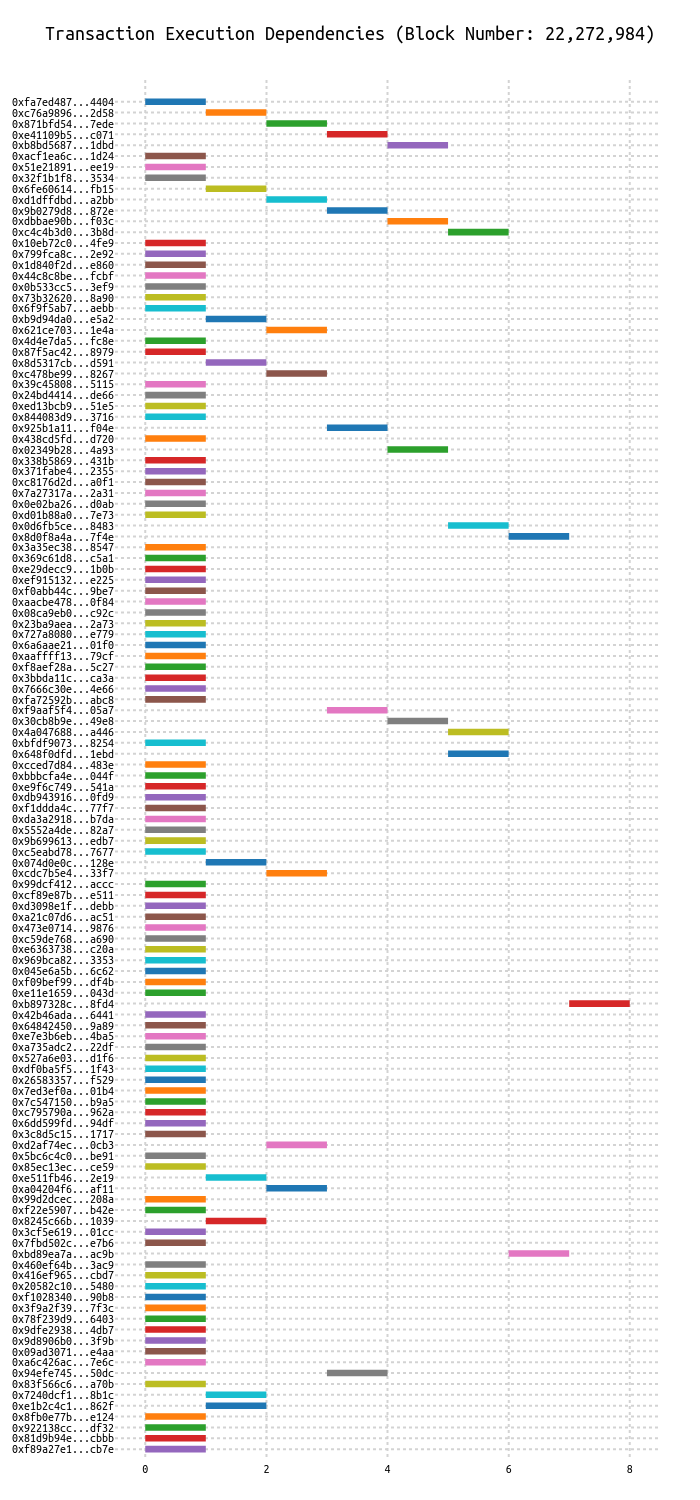 Transaction Execution Dependencies (Block Number: 22,272,984)
0xfa7ed487...4404
0xc76a9896...2d58
0x871bfd54...7ede
0xe41109b5...c071
0xb8bd5687...1dbd
0xacf1ea6c...1d24
0x51e21891...ee19
0x32f1b1f8...3534
0x6fe60614...fb15
0xd1dffdbd...a2bb
0x9b0279d8...872e
0xdbbae90b...f03c
0xc4c4b3d0...3b8d
0x10eb72c0...4fe9
0x799fca8c...2e92
0x1d840f2d...e860
0x44c8c8be...fcbf
0x0b533cc5...3ef9
0x73b32620...8a90
0x6f9f5ab7...aebb
0xb9d94da0...e5a2
0x621ce703...1e4a
0x4d4e7da5...fc8e
0x87f5ac42...8979
0x8d5317cb...d591
0xc478be99...8267
0x39c45808...5115
0x24bd4414...de66
0xed13bcb9...51e5
0x844083d9...3716
0x925b1a11...f04e
0x438cd5fd...d720
0x02349b28...4a93
0x338b5869...431b
0x371fabe4...2355
0xc8176d2d...a0f1
0x7a27317a...2a31
0x0e02ba26...d0ab
0xd01b88a0...7e73
0x0d6fb5ce...8483
0x8d0f8a4a...7f4e
0x3a35ec38...8547
0x369c61d8...c5a1
0xe29decc9...1b0b
0xef915132...e225
0xf0abb44c...9be7
0xaacbe478...0f84
0x08ca9eb0...c92c
0x23ba9aea...2a73
0x727a8080...e779
0x6a6aae21...01f0
0xaaffff13...79cf
0xf8aef28a...5c27
0x3bbda11c...ca3a
0x7666c30e...4e66
0xfa72592b...abc8
0xf9aaf5f4...05a7
0x30cb8b9e...49e8
0x4a047688...a446
0xbfdf9073...8254
0x648f0dfd...1ebd
0xcced7d84...483e
0xbbbcfa4e...044f
0xe9f6c749...541a
0xdb943916...0fd9
0xf1ddda4c...77f7
0xda3a2918...b7da
0x5552a4de...82a7
0x9b699613...edb7
0xc5eabd78...7677
0x074d0e0c...128e
0xcdc7b5e4...33f7
0x99dcf412...accc
0xcf89e87b...e511
0xd3098e1f...debb
0xa21c07d6...ac51
0x473e0714...9876
0xc59de768...a690
0xe6363738...c20a
0x969bca82...3353
0x045e6a5b...6c62
0xf09bef99...df4b
0xe11e1659...043d
0xb897328c...8fd4
0x42b46ada...6441
0x64842450...9a89
0xe7e3b6eb...4ba5
0xa735adc2...22df
0x527a6e03...d1f6
0xdf0ba5f5...1f43
0x26583357...f529
0x7ed3ef0a...01b4
0x7c547150...b9a5
0xc795790a...962a
0x6dd599fd...94df
0x3c8d5c15...1717
0xd2af74ec...0cb3
0x5bc6c4c0...be91
0x85ec13ec...ce59
0xe511fb46...2e19
0xa04204f6...af11
0x99d2dcec...208a
0xf22e5907...b42e
0x8245c66b...1039
0x3cf5e619...01cc
0x7fbd502c...e7b6
0xbd89ea7a...ac9b
0x460ef64b...3ac9
0x416ef965...cbd7
0x20582c10...5480
0xf1028340...90b8
0x3f9a2f39...7f3c
0x78f239d9...6403
0x9dfe2938...4db7
0x9d8906b0...3f9b
0x09ad3071...e4aa
0xa6c426ac...7e6c
0x94efe745...50dc
0x83f566c6...a70b
0x7240dcf1...8b1c
0xe1b2c4c1...862f
0x8fb0e77b...e124
0x922138cc...df32
0x81d9b94e...cbbb
0xf89a27e1...cb7e
0 2 4 6 8